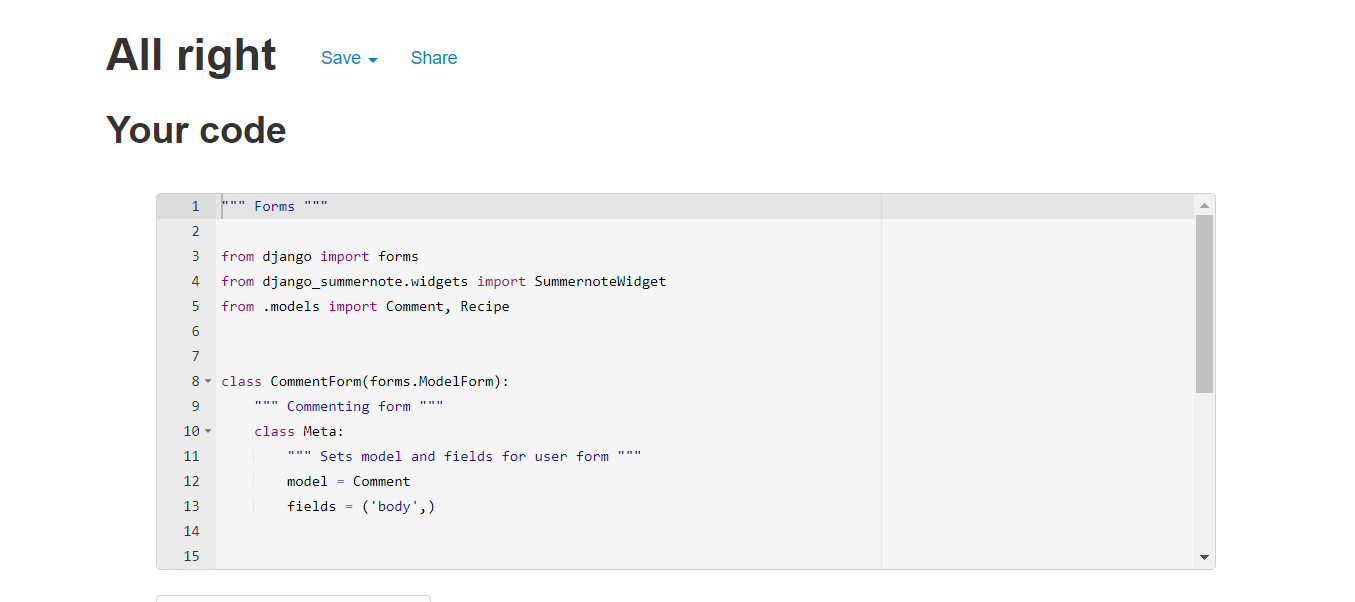 All right Save Share
Your code
1 """ Forms """
2
3 from django import forms
4 from django_summernote.widgets import SummernoteWidget
5 from .models import Comment, Recipe
6
7
8 class CommentForm(forms.ModelForm):
9     """ Commenting form """
10     class Meta:
11         """ Sets model and fields for user form """
12         model = Comment
13         fields = ('body',)
14
15